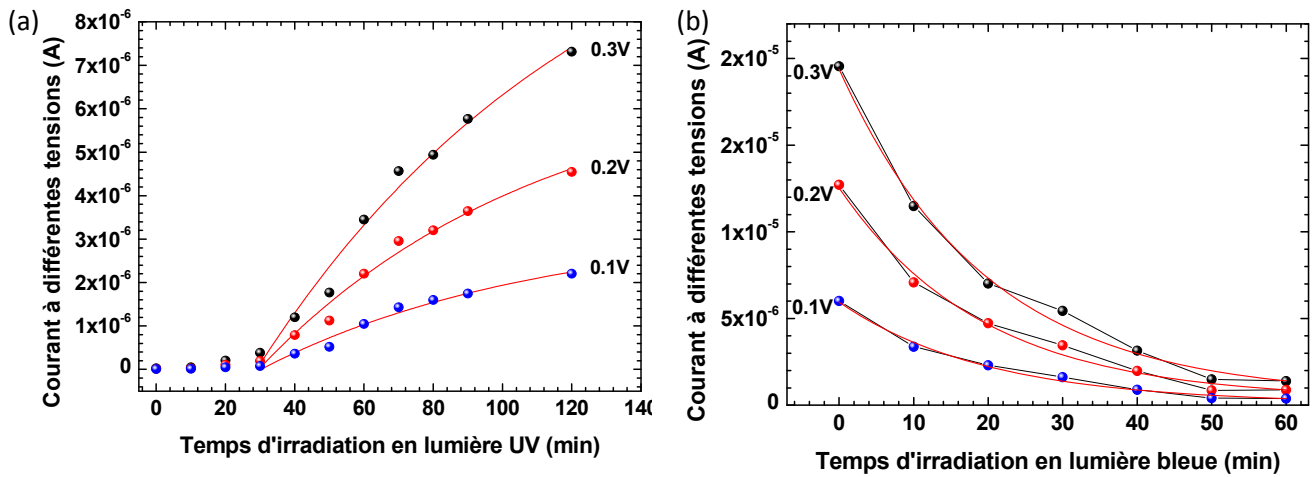 (a)
Courant à différentes tensions (A)
8x10-6
7x10-6
6x10-6
5x10-6
4x10-6
3x10-6
2x10-6
1x10-6
0
0.3V
0.2V
0.1V
0 20 40 60 80 100 120 14
Temps d'irradiation en lumière UV (min)
(b)
Courant à différentes tensions (A)
2x10-5
2x10-5
1x10-5
5x10-6
0
0.3V
0.2V
0.1V
0 10 20 30 40 50 60
Temps d'irradiation en lumière bleue (min)